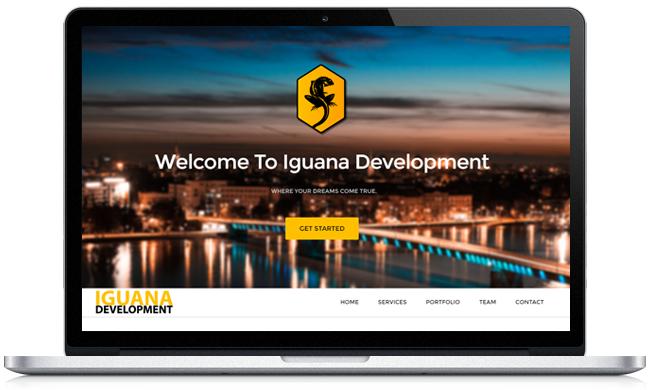 Welcome To Iguana Development
WHERE YOUR DREAMS COME TRUE.
GET STARTED
IGUANA
DEVELOPMENT
HOME SERVICES PORTFOLIO TEAM CONTACT